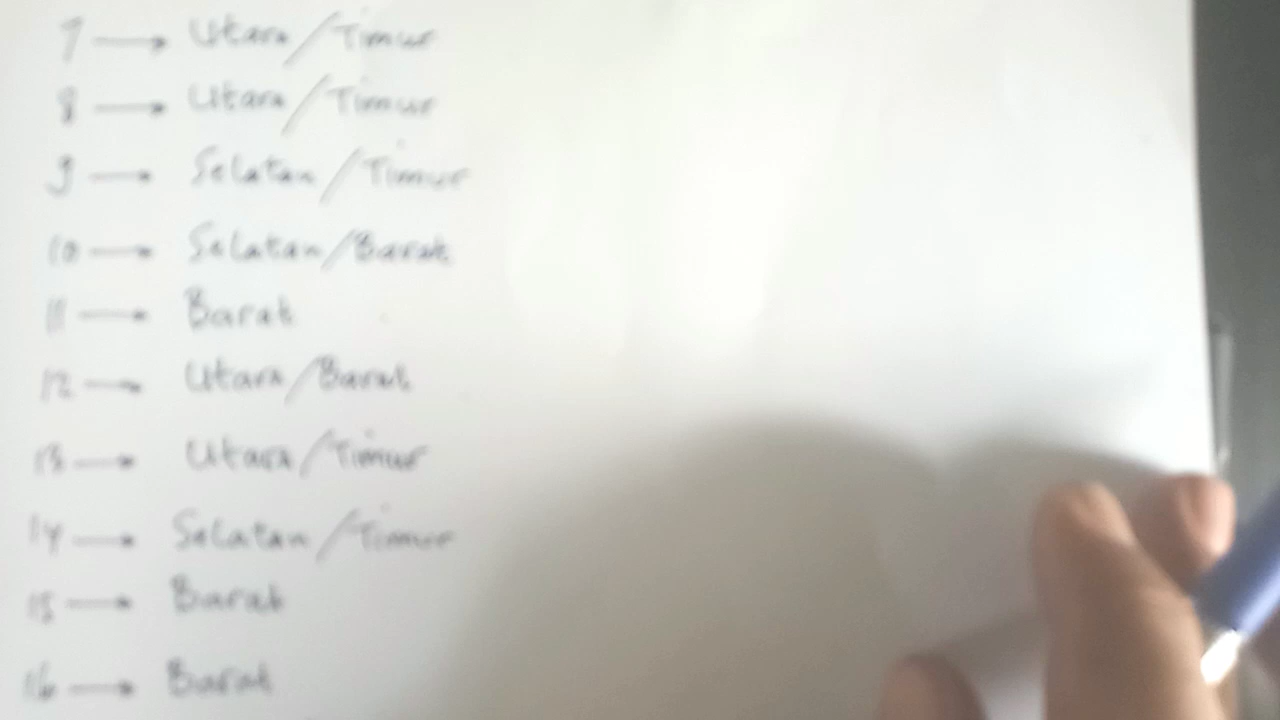 7 → Utara/Timur
8 → Utara/Timur
9 → Selatan/Timur
10 → Selatan/Barat
11 → Barat
12 → Utara/Barat
13 → Utara/Timur
14 → Selatan/Timur
15 → Barat
16 → Barat